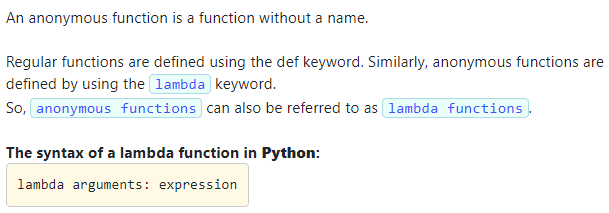 An anonymous function is a function without a name.
Regular functions are defined using the def keyword. Similarly, anonymous functions are
defined by using the lambda keyword.
So, anonymous functions can also be referred to as lambda functions.
The syntax of a lambda function in Python:
lambda arguments: expression